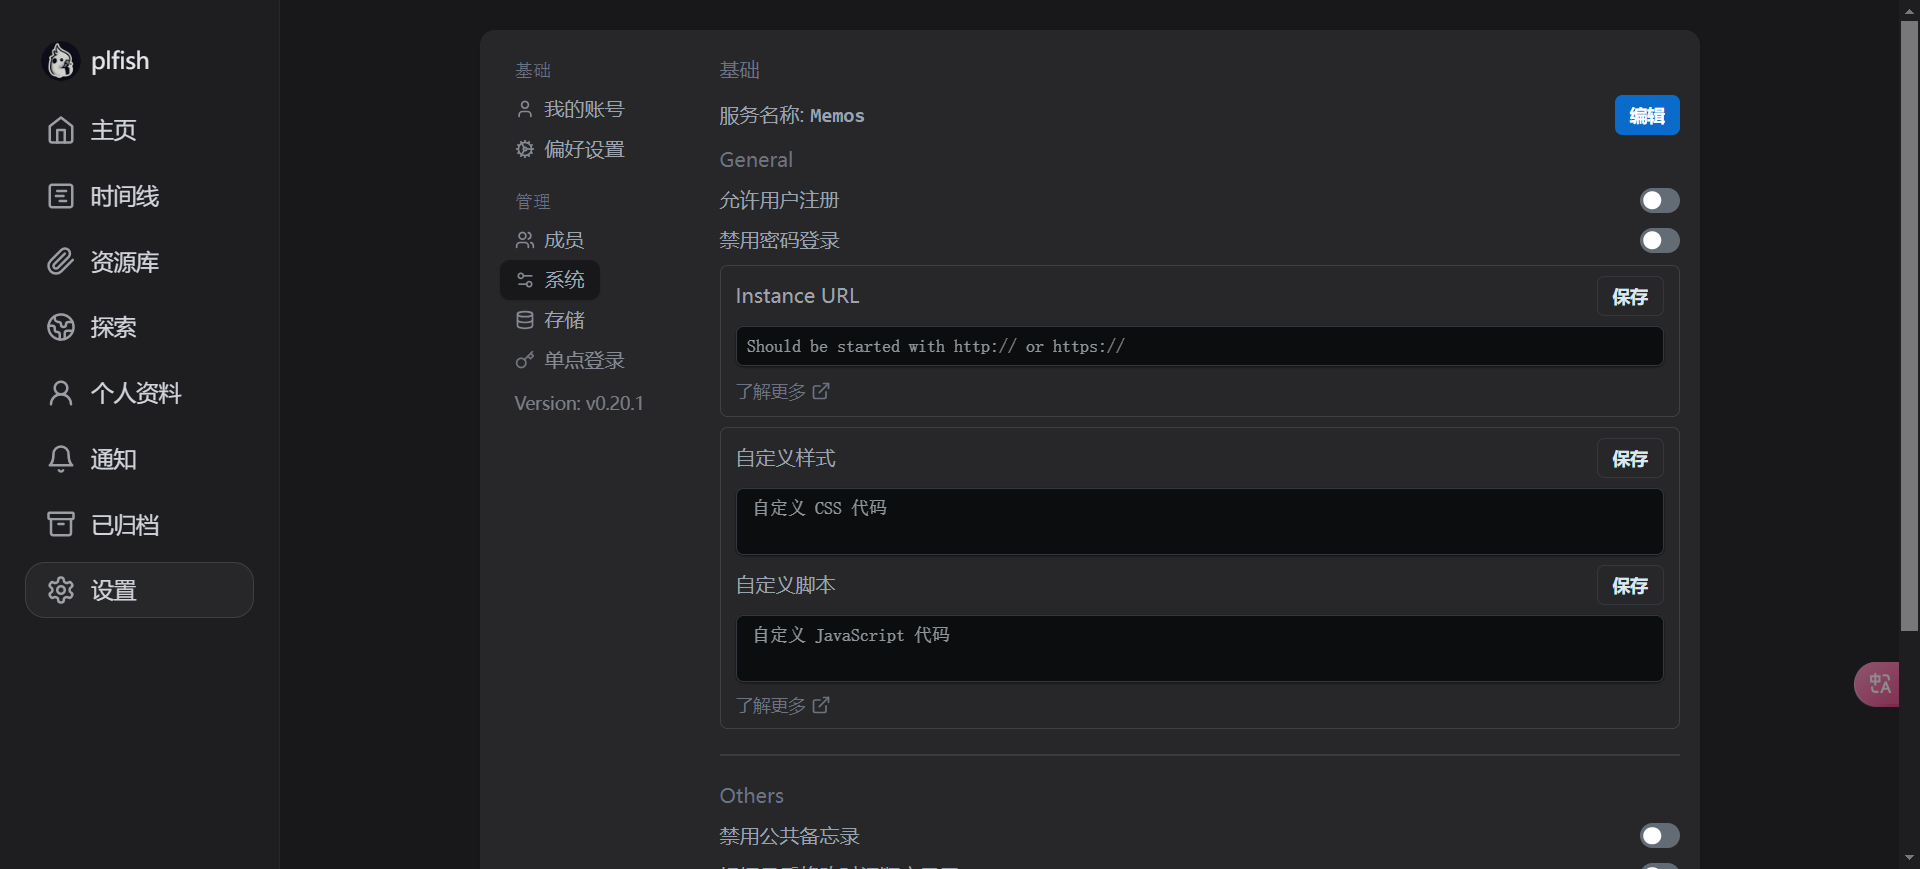 plfish
主页
时间线
资源库
探索
个人资料
通知
已归档
设置
基础
我的账号
偏好设置
管理
成员
系统
存储
单点登录
Version: v0.20.1
基础
服务名称: Memos
编辑
General
允许用户注册
禁用密码登录
Instance URL
保存
Should be started with http:// or https://
了解更多
自定义样式
保存
自定义 CSS 代码
自定义脚本
保存
自定义 JavaScript 代码
了解更多
Others
禁用公共备忘录